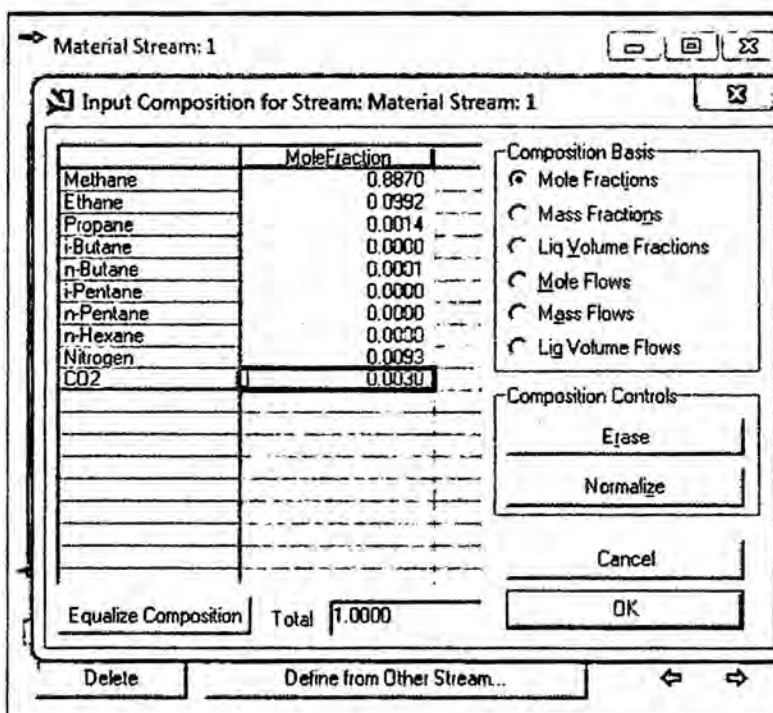 Material Stream: 1
Input Composition for Stream: Material Stream: 1
MoleFraction
Methane 0.8870
Ethane 0.0992
Propane 0.0014
i-Butane 0.0000
n-Butane 0.0001
i-Pentane 0.0000
n-Pentane 0.0000
n-Hexane 0.0000
Nitrogen 0.0093
CO2 0.0030
Equalize Composition Total 1.0000
Composition Basis
Mole Fractions
Mass Fractions
Liq Volume Fractions
Mole Flows
Mass Flows
Liq Volume Flows
Composition Controls
Erase
Normalize
Cancel
OK
Delete Define from Other Stream...